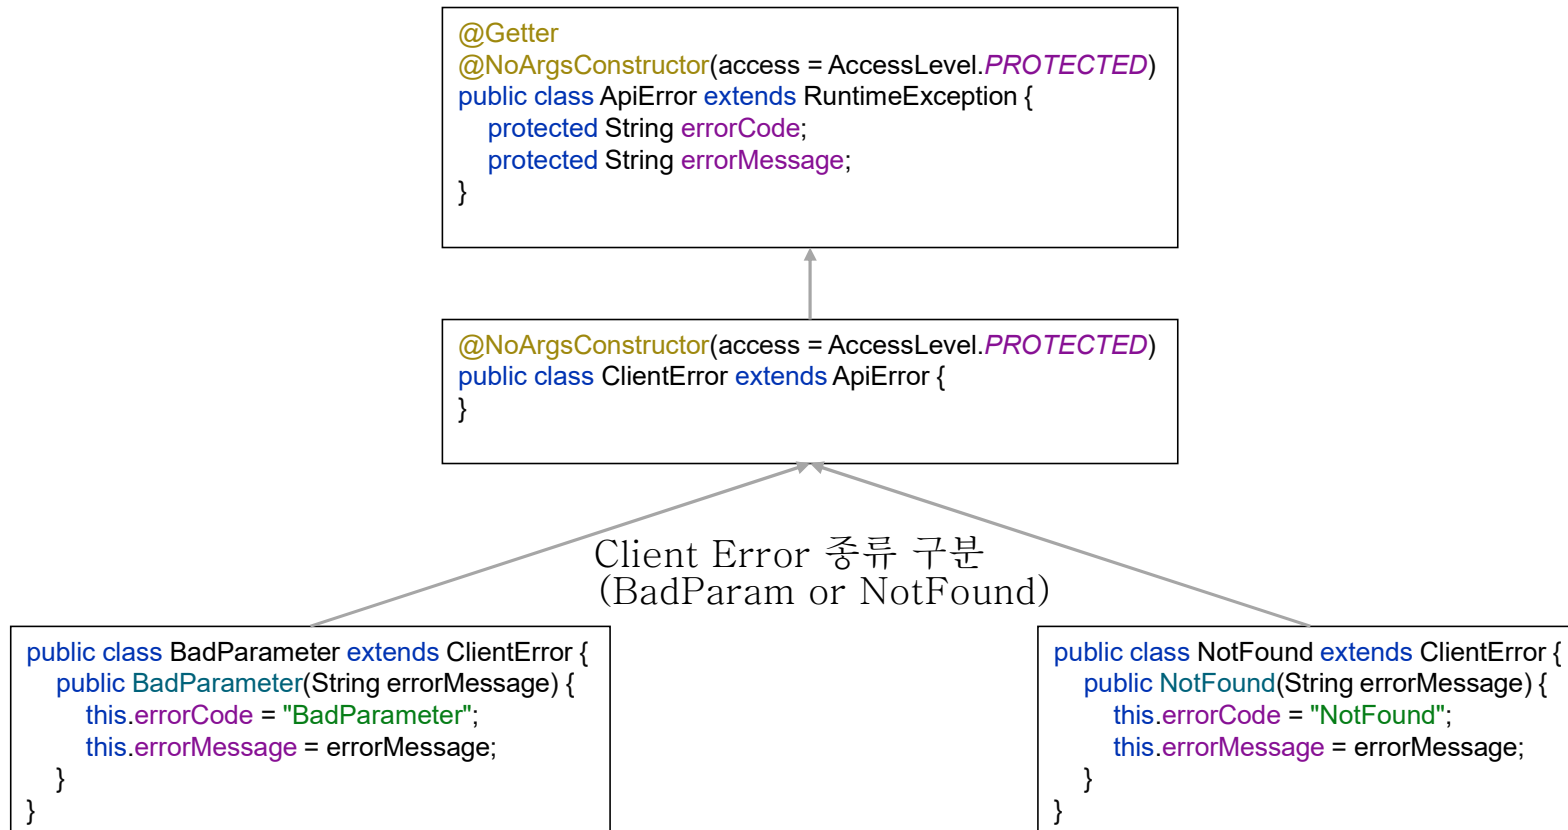 @Getter
@NoArgsConstructor(access = AccessLevel.PROTECTED)
public class ApiError extends RuntimeException {
protected String errorCode;
protected String errorMessage;
}
@NoArgsConstructor(access = AccessLevel.PROTECTED)
public class ClientError extends ApiError {
}
Client Error 종류 구분
(BadParam or NotFound)
public class BadParameter extends ClientError {
public BadParameter(String errorMessage) {
this.errorCode = "BadParameter";
this.errorMessage = errorMessage;
}
}
public class NotFound extends ClientError {
public NotFound(String errorMessage) {
this.errorCode = "NotFound";
this.errorMessage = errorMessage;
}
}